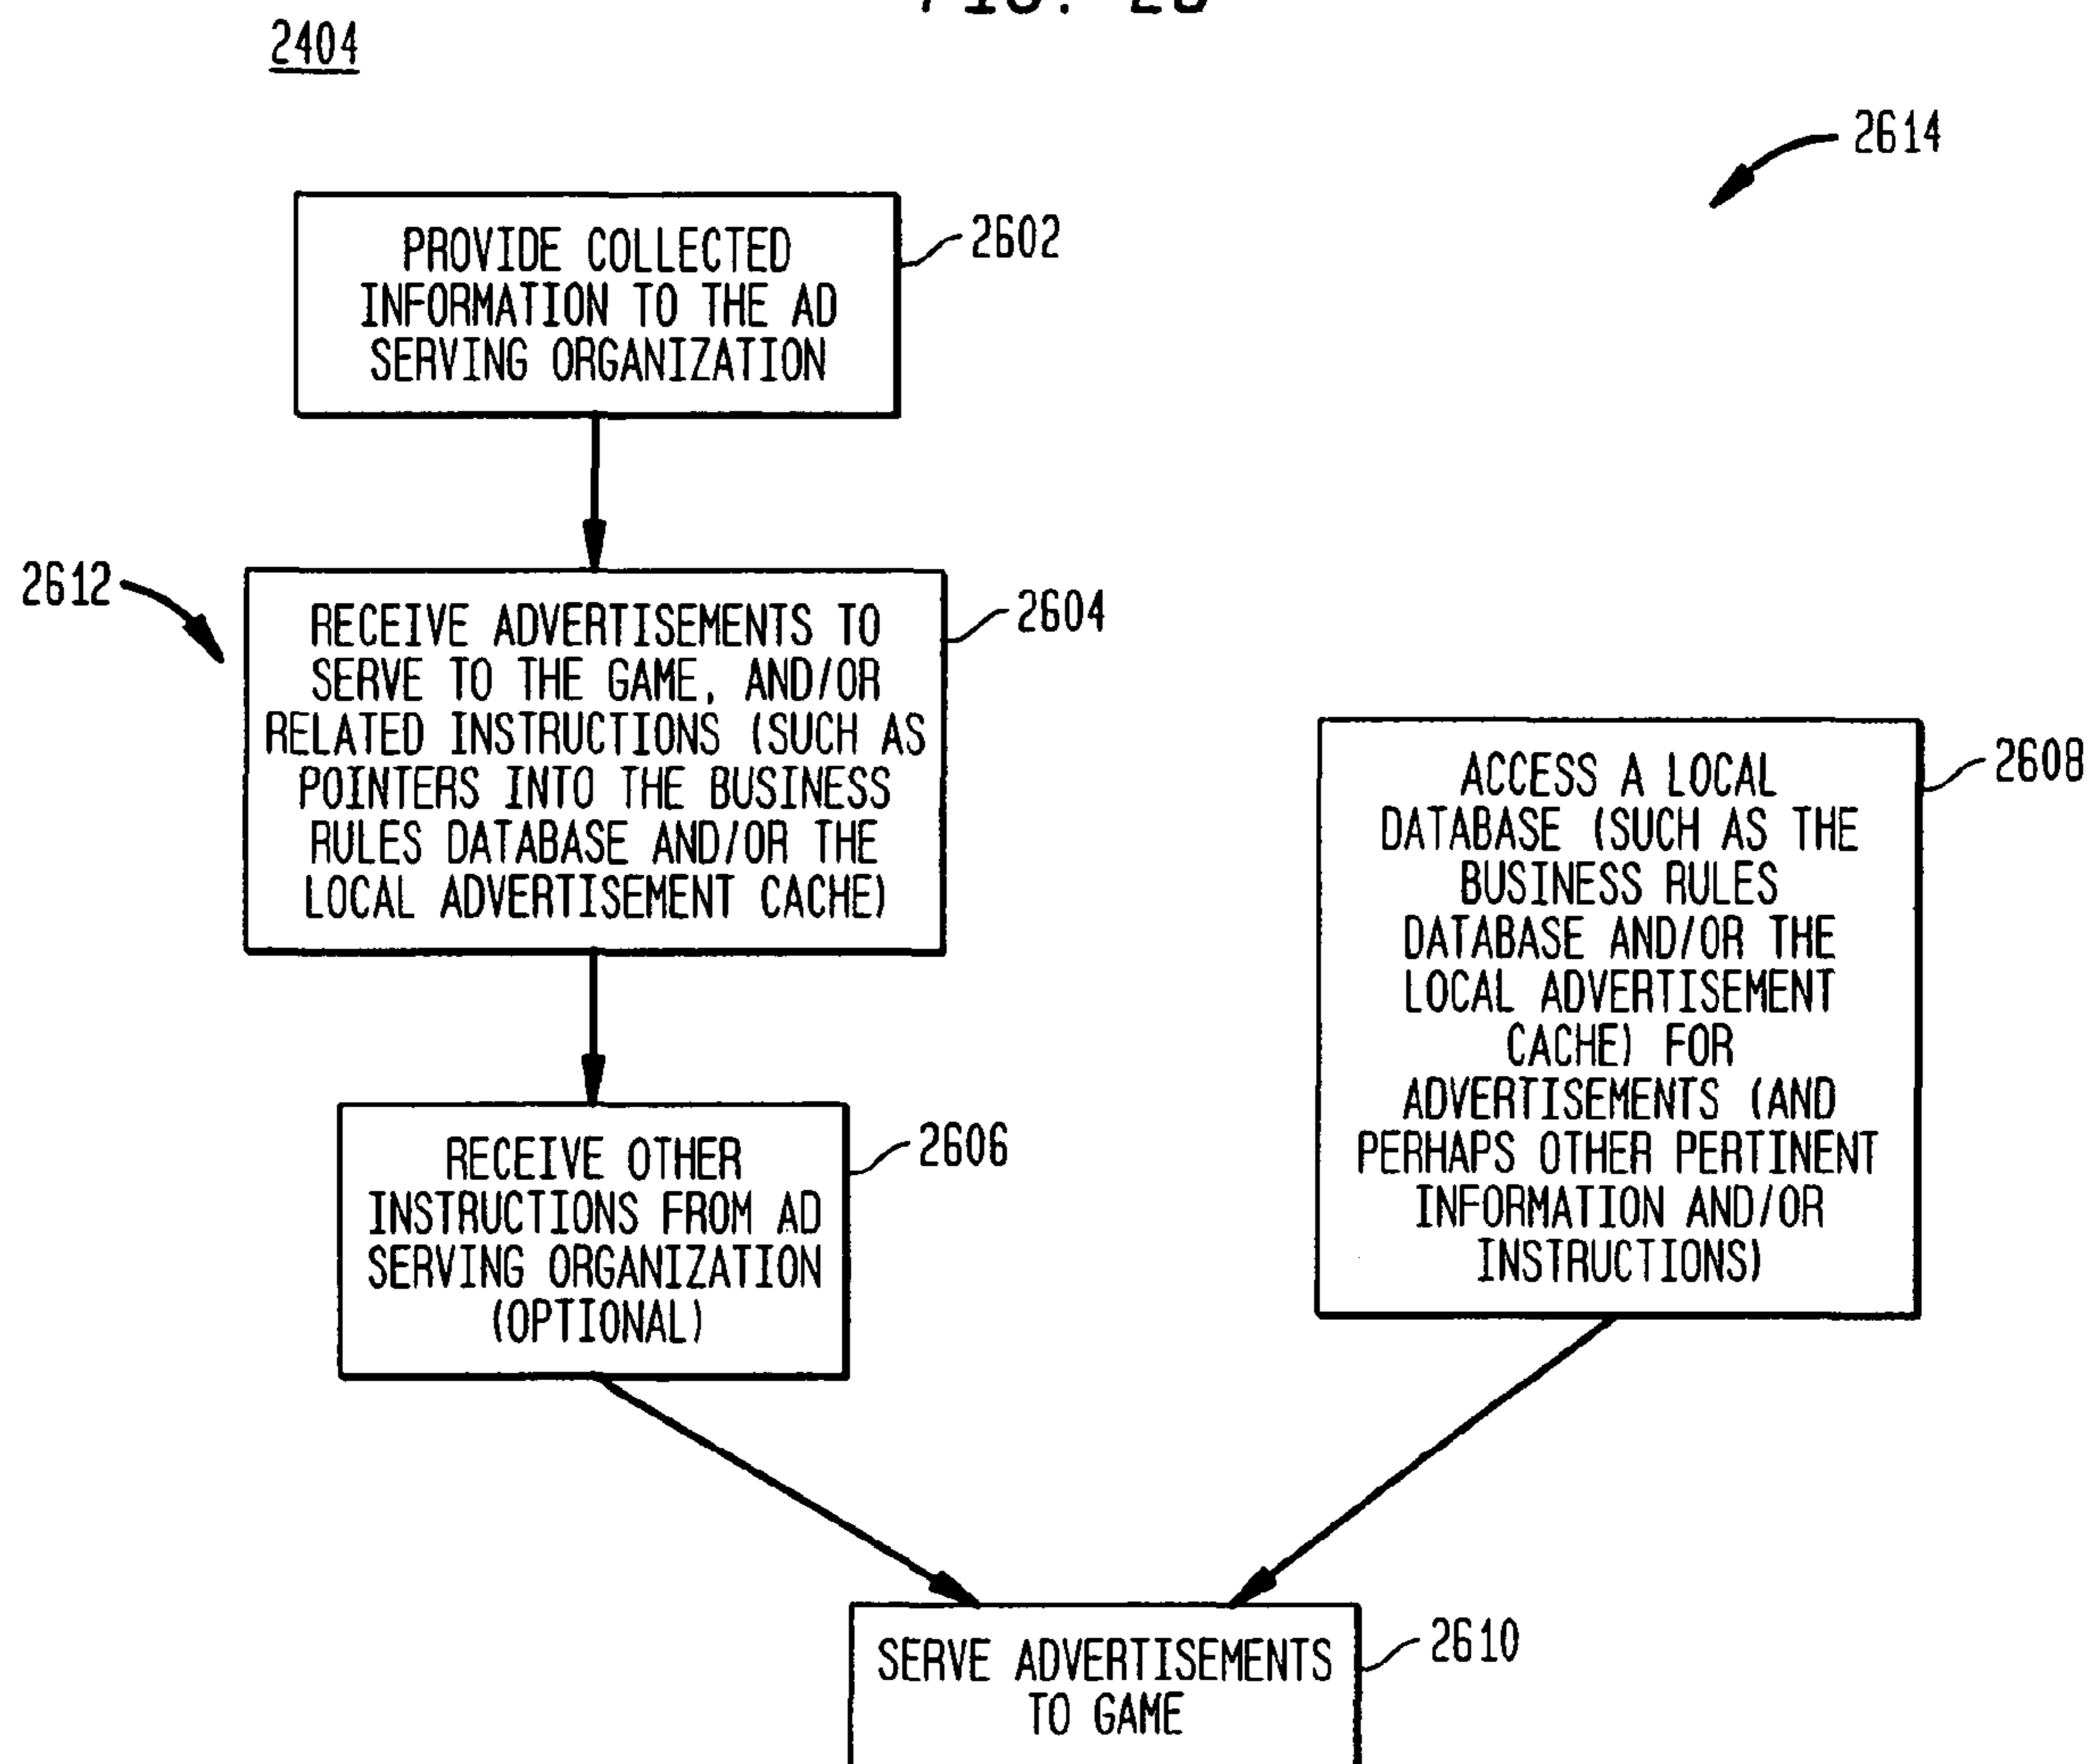 2404
2614
PROVIDE COLLECTED
INFORMATION TO THE AD
SERVING ORGANIZATION
2602
2612
RECEIVE ADVERTISEMENTS TO
SERVE TO THE GAME, AND/OR
RELATED INSTRUCTIONS (SUCH AS
POINTERS INTO THE BUSINESS
RULES DATABASE AND/OR THE
LOCAL ADVERTISEMENT CACHE)
2604
ACCESS A LOCAL
DATABASE (SUCH AS THE
BUSINESS RULES
DATABASE AND/OR THE
LOCAL ADVERTISEMENT
CACHE) FOR
ADVERTISEMENTS (AND
PERHAPS OTHER PERTINENT
INFORMATION AND/OR
INSTRUCTIONS)
2608
RECEIVE OTHER
INSTRUCTIONS FROM AD
SERVING ORGANIZATION
(OPTIONAL)
2606
SERVE ADVERTISEMENTS
TO GAME
2610